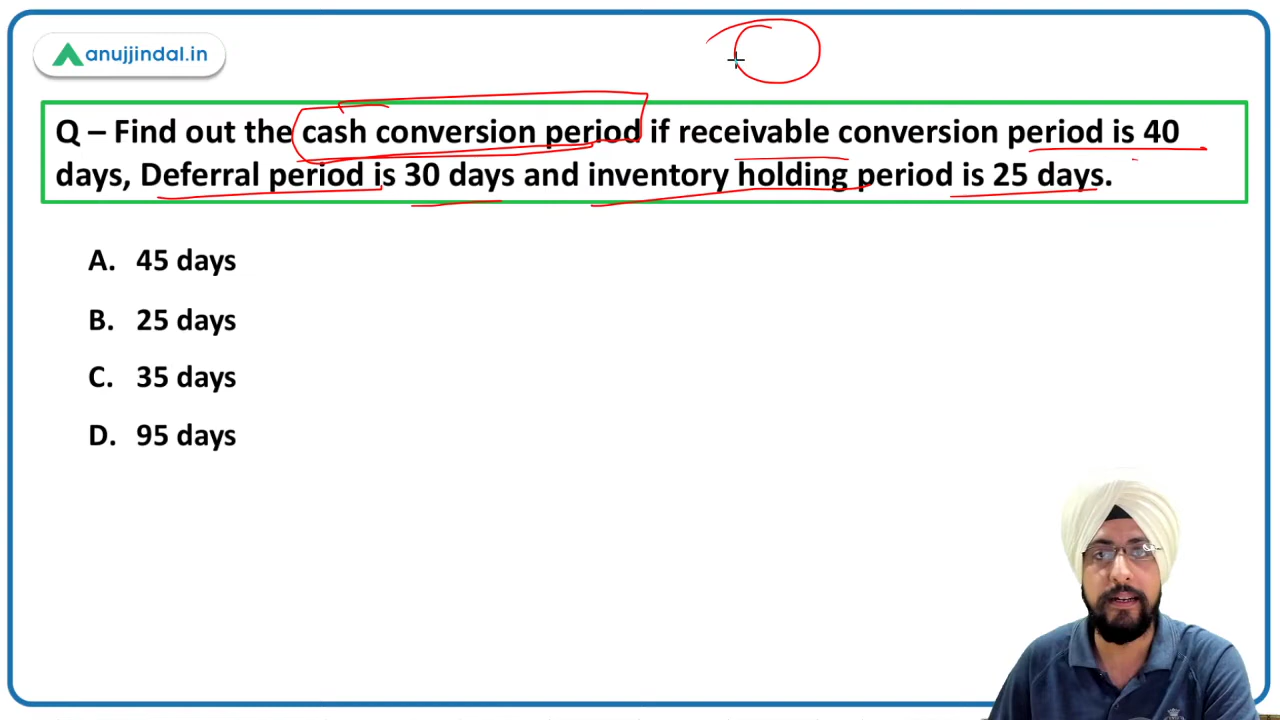 anujjindal.in
Q – Find out the cash conversion period if receivable conversion period is 40
days, Deferral period is 30 days and inventory holding period is 25 days.
A. 45 days
B. 25 days
C. 35 days
D. 95 days